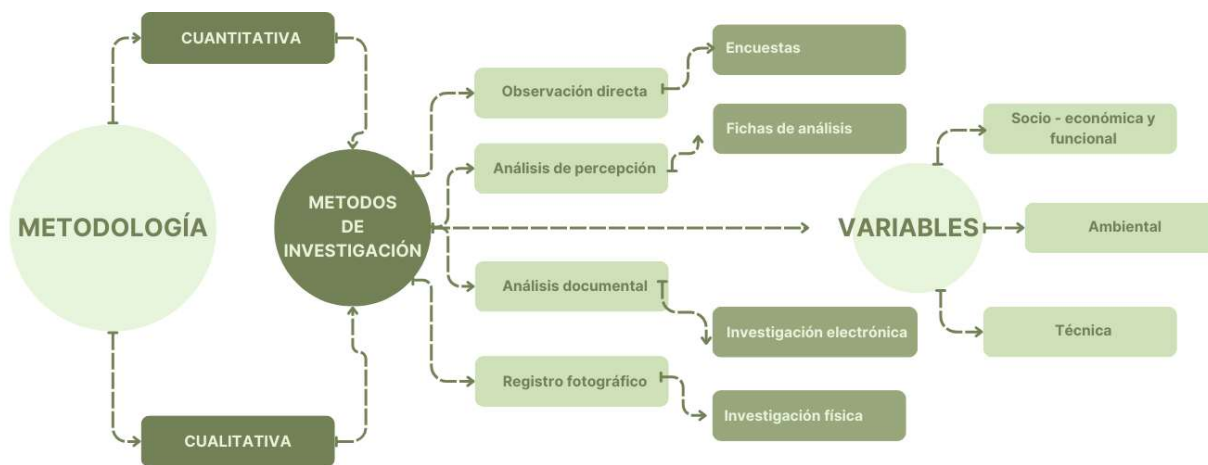 METODOLOGÍA
CUANTITATIVA
CUALITATIVA
METODOS
DE
INVESTIGACIÓN
Observación directa
Análisis de percepción
Análisis documental
Registro fotográfico
Encuestas
Fichas de análisis
Investigación electrónica
Investigación física
VARIABLES
Socio - económica y
funcional
Ambiental
Técnica